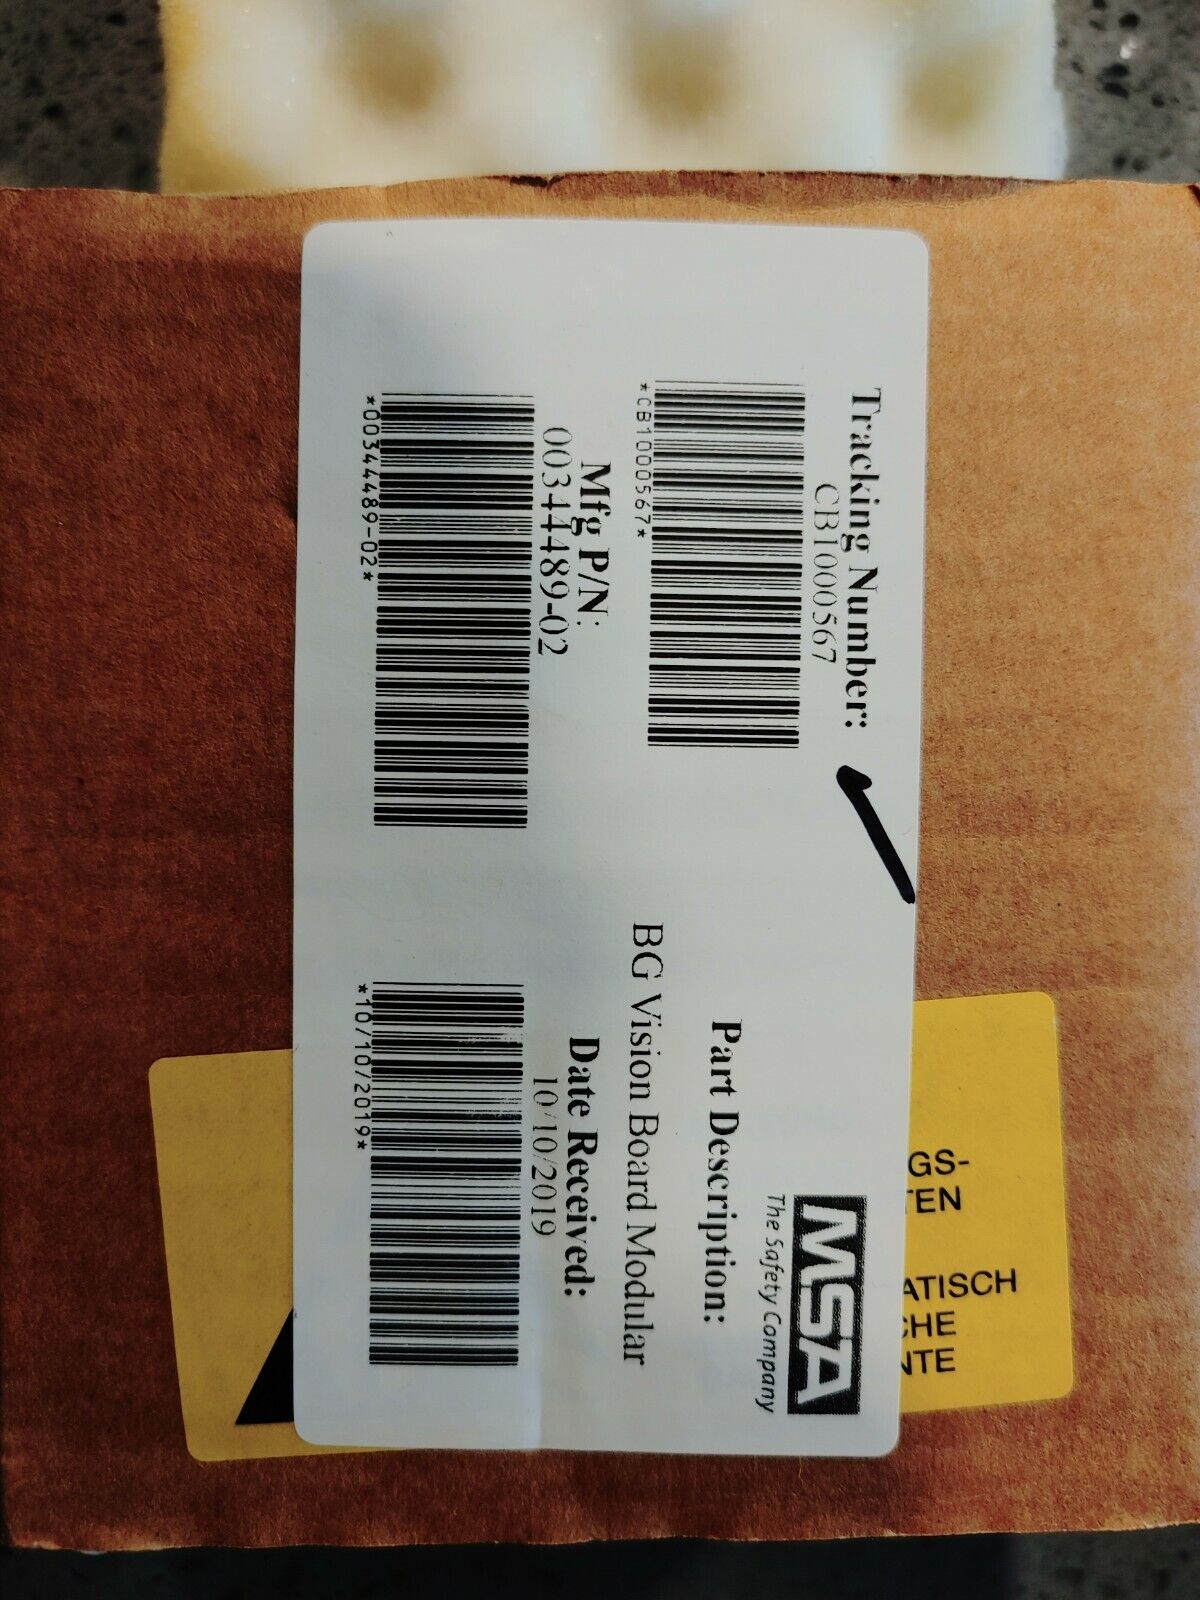 Tracking Number:
CB1000567
*CB1000567*
Mfg P/N:
00344489-02
*00344489-02*
MSA
The Safety Company
Part Description:
BG Vision Board Modular
Date Received:
10/10/2019
*10/10/2019*
GS-
TEN
ATISCH
CHE
NTE